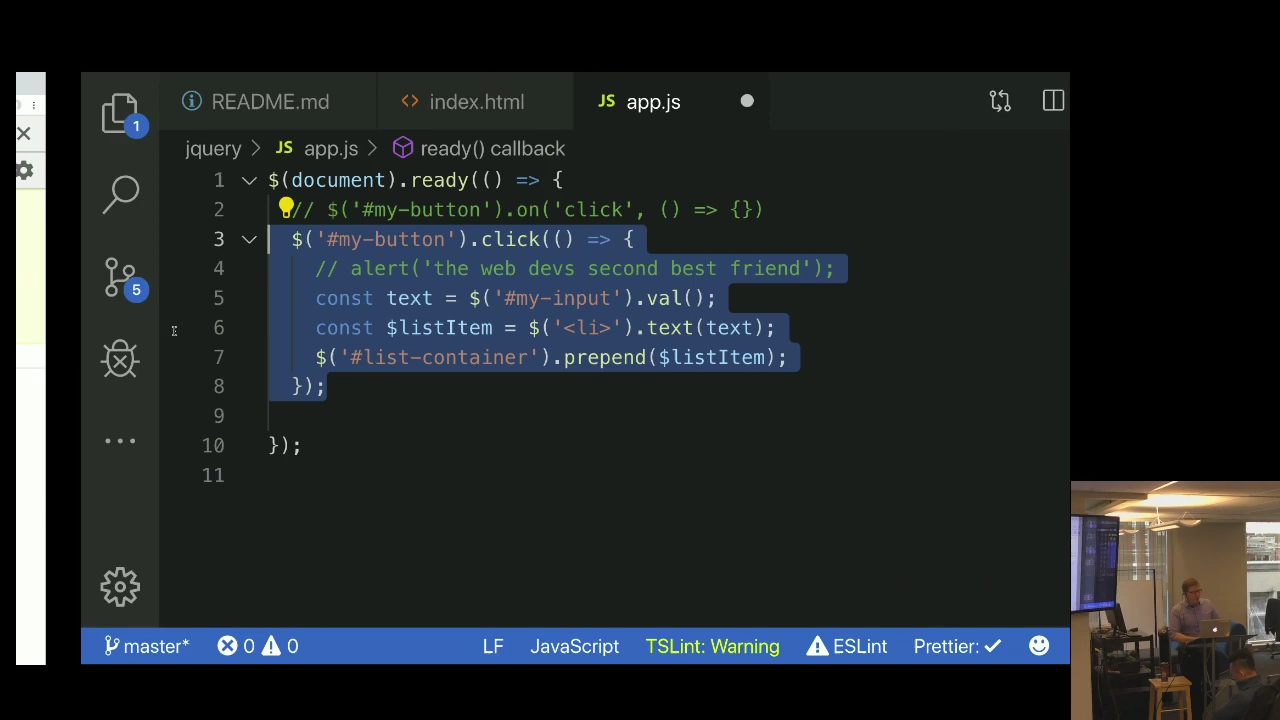 README.md
<> index.html
JS app.js
1
jquery > JS app.js > ready() callback
1 $(document).ready(() => {
2 // $('#my-button').on('click', () => {})
3 $('#my-button').click(() => {
4 // alert('the web devs second best friend');
5 const text = $('#my-input').val();
6 const $listItem = $('<li>').text(text);
7 $('#list-container').prepend($listItem);
8 });
9
10 });
11
5
master* 0 0 LF JavaScript TSLint: Warning ESLint Prettier: ✓